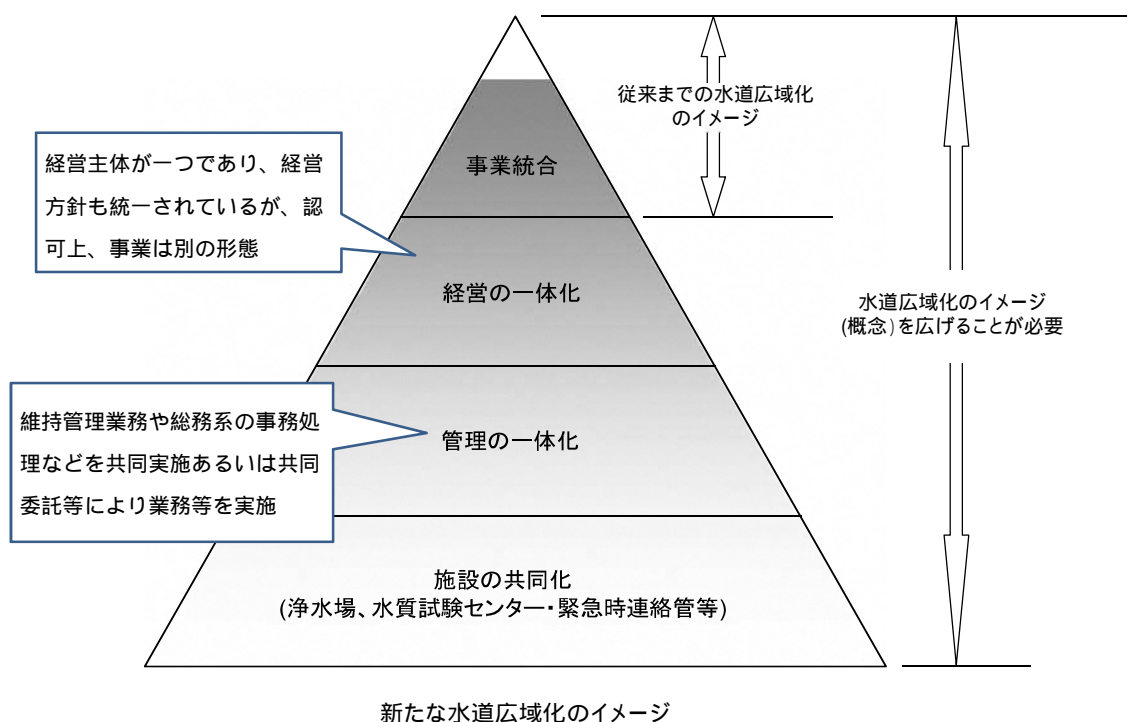 従来までの水道広域化
のイメージ
経営主体が一つであり、経営
方針も統一されているが、認
可上、事業は別の形態
事業統合
経営の一体化
水道広域化のイメージ
(概念)を広げることが必要
維持管理業務や総務系の事務処
理などを共同実施あるいは共同
委託等により業務等を実施
管理の一体化
施設の共同化
(浄水場、水質試験センター・緊急時連絡管等)
新たな水道広域化のイメージ